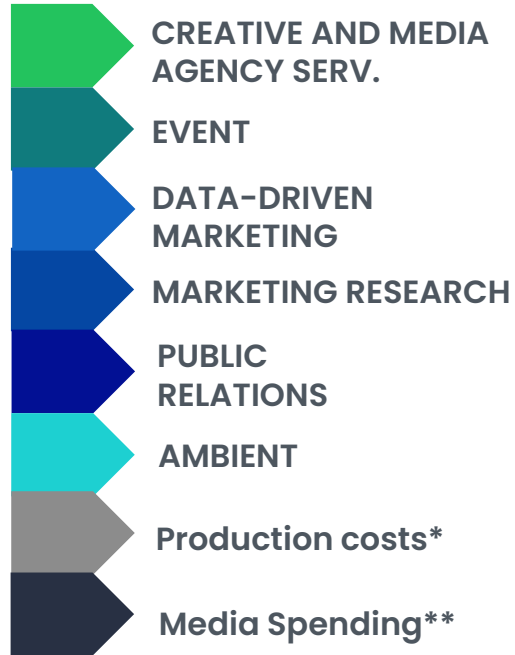 CREATIVE AND MEDIA
AGENCY SERV.
EVENT
DATA-DRIVEN
MARKETING
MARKETING RESEARCH
PUBLIC
RELATIONS
AMBIENT
Production costs*
Media Spending**